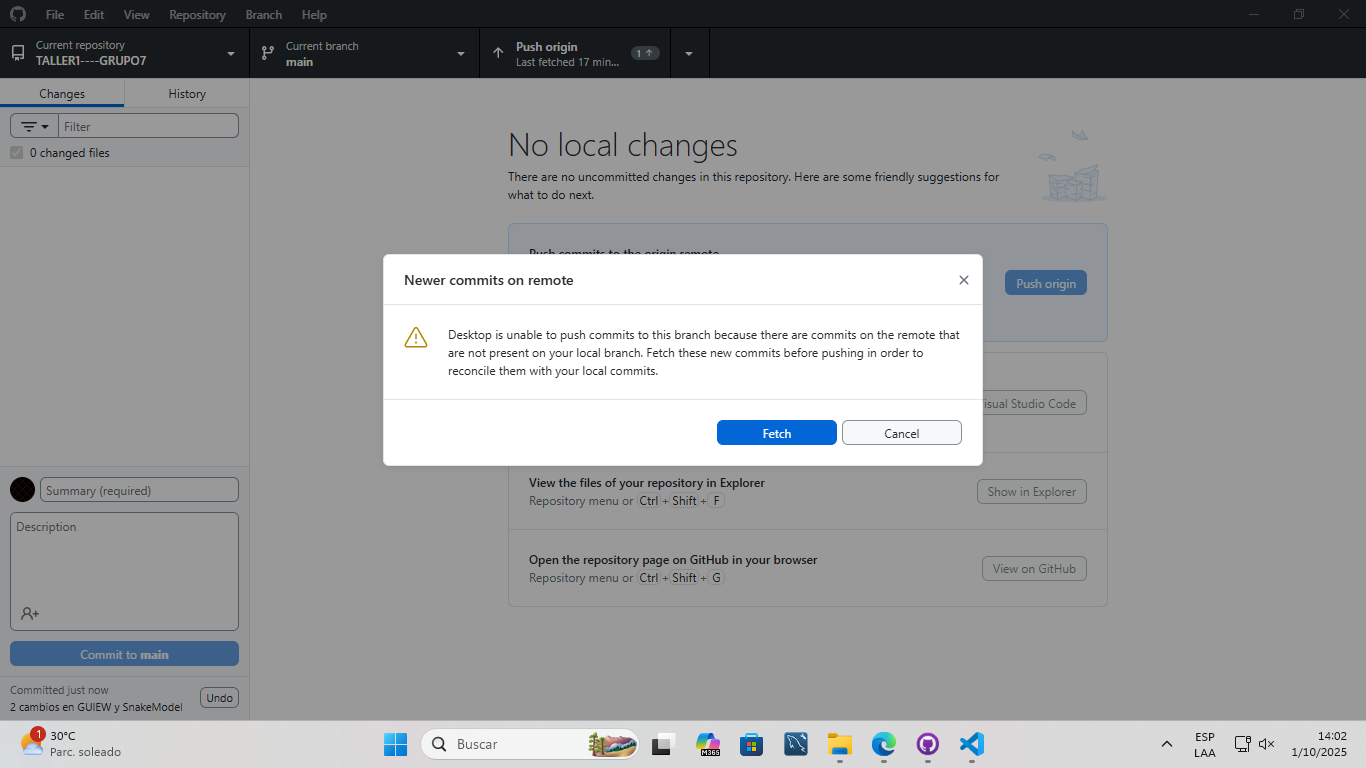 File Edit View Repository Branch Help
Current repository
TALLER1----GRUPO7
Current branch
main
Push origin
Last fetched 17 min...
1
Changes
History
Filter
0 changed files
No local changes
There are no uncommitted changes in this repository. Here are some friendly suggestions for
what to do next.
Push commits to the origin remote
Push origin
Newer commits on remote
Desktop is unable to push commits to this branch because there are commits on the remote that
are not present on your local branch. Fetch these new commits before pushing in order to
reconcile them with your local commits.
Fetch
Cancel
Visual Studio Code
View the files of your repository in Explorer
Repository menu or Ctrl + Shift + F
Show in Explorer
Open the repository page on GitHub in your browser
Repository menu or Ctrl + Shift + G
View on GitHub
Summary (required)
Description
Commit to main
Committed just now
2 cambios en GUIEW y SnakeModel
Undo
1
30°C
Parc. soleado
Buscar
M365
ESP
LAA
14:02
1/10/2025